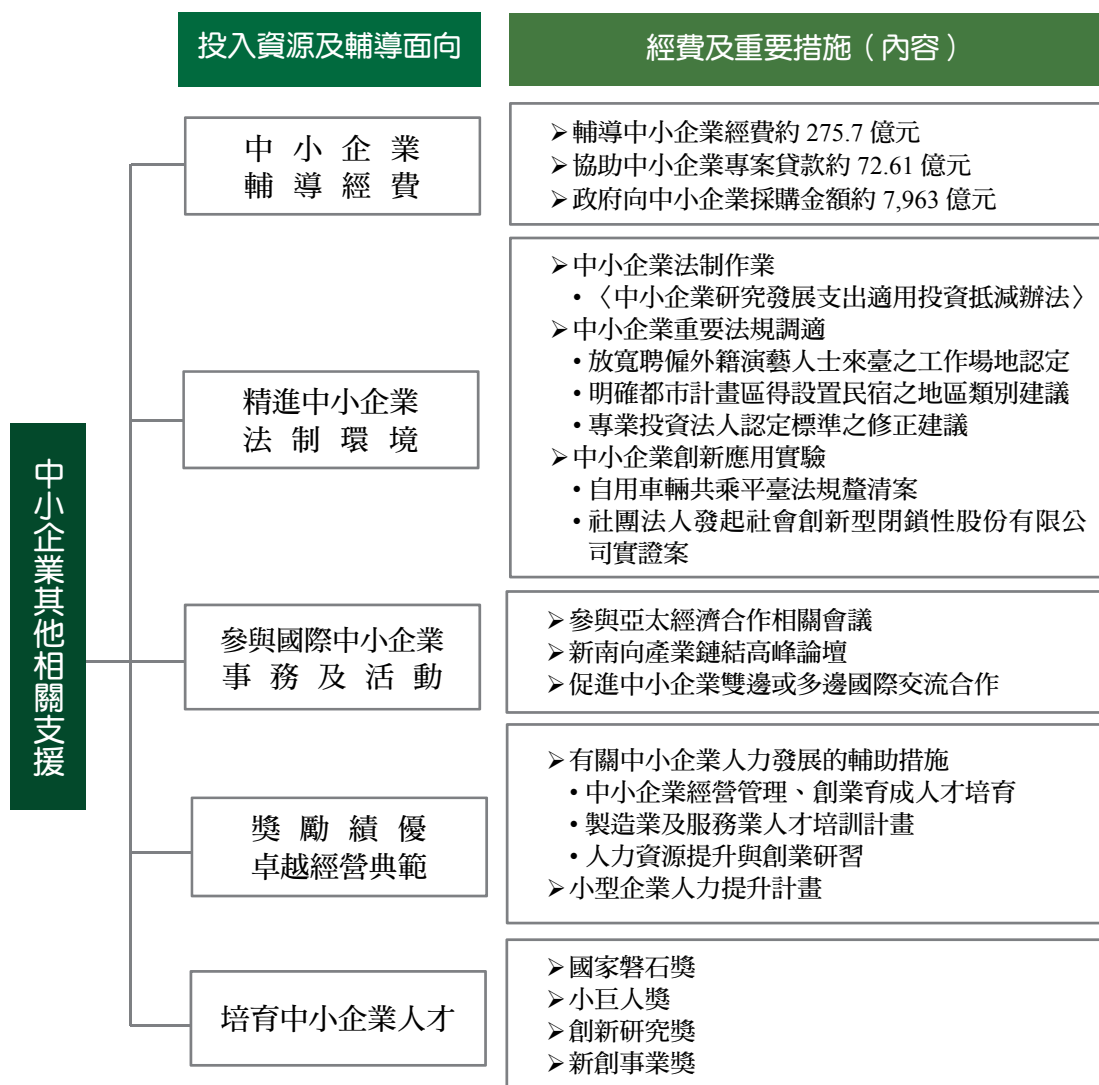 投入資源及輔導面向
經費及重要措施（內容）
中小企業其他相關支援
中小企業
輔導經費
➢輔導中小企業經費約 275.7 億元
➢協助中小企業專案貸款約 72.61 億元
➢政府向中小企業採購金額約 7,963 億元
精進中小企業
法制環境
➢中小企業法制作業
•〈中小企業研究發展支出適用投資抵減辦法〉
➢中小企業重要法規調適
•放寬聘僱外籍演藝人士來臺之工作場地認定
•明確都市計畫區得設置民宿之地區類別建議
•專業投資法人認定標準之修正建議
➢中小企業創新應用實驗
•自用車輛共乘平臺法規釐清案
•社團法人發起社會創新型閉鎖性股份有限公
司實證案
參與國際中小企業
事務及活動
➢參與亞太經濟合作相關會議
➢新南向產業鏈結高峰論壇
➢促進中小企業雙邊或多邊國際交流合作
獎勵績優
卓越經營典範
➢有關中小企業人力發展的輔助措施
•中小企業經營管理、創業育成人才培育
•製造業及服務業人才培訓計畫
•人力資源提升與創業研習
➢小型企業人力提升計畫
培育中小企業人才
➢國家磐石獎
➢小巨人獎
➢創新研究獎
➢新創事業獎